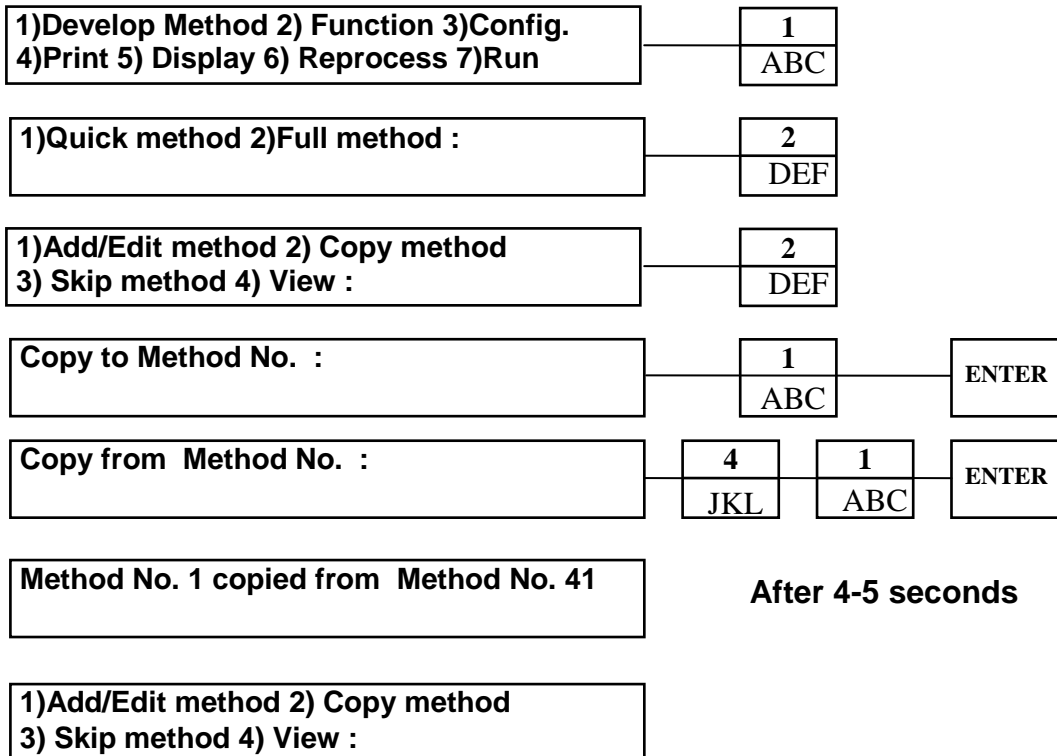 1)Develop Method 2) Function 3)Config.
4)Print 5) Display 6) Reprocess 7)Run
1
ABC
1)Quick method 2)Full method :
2
DEF
1)Add/Edit method 2) Copy method
3) Skip method 4) View :
2
DEF
Copy to Method No. :
1
ABC
ENTER
Copy from Method No. :
4
JKL
1
ABC
ENTER
Method No. 1 copied from Method No. 41
After 4-5 seconds
1)Add/Edit method 2) Copy method
3) Skip method 4) View :